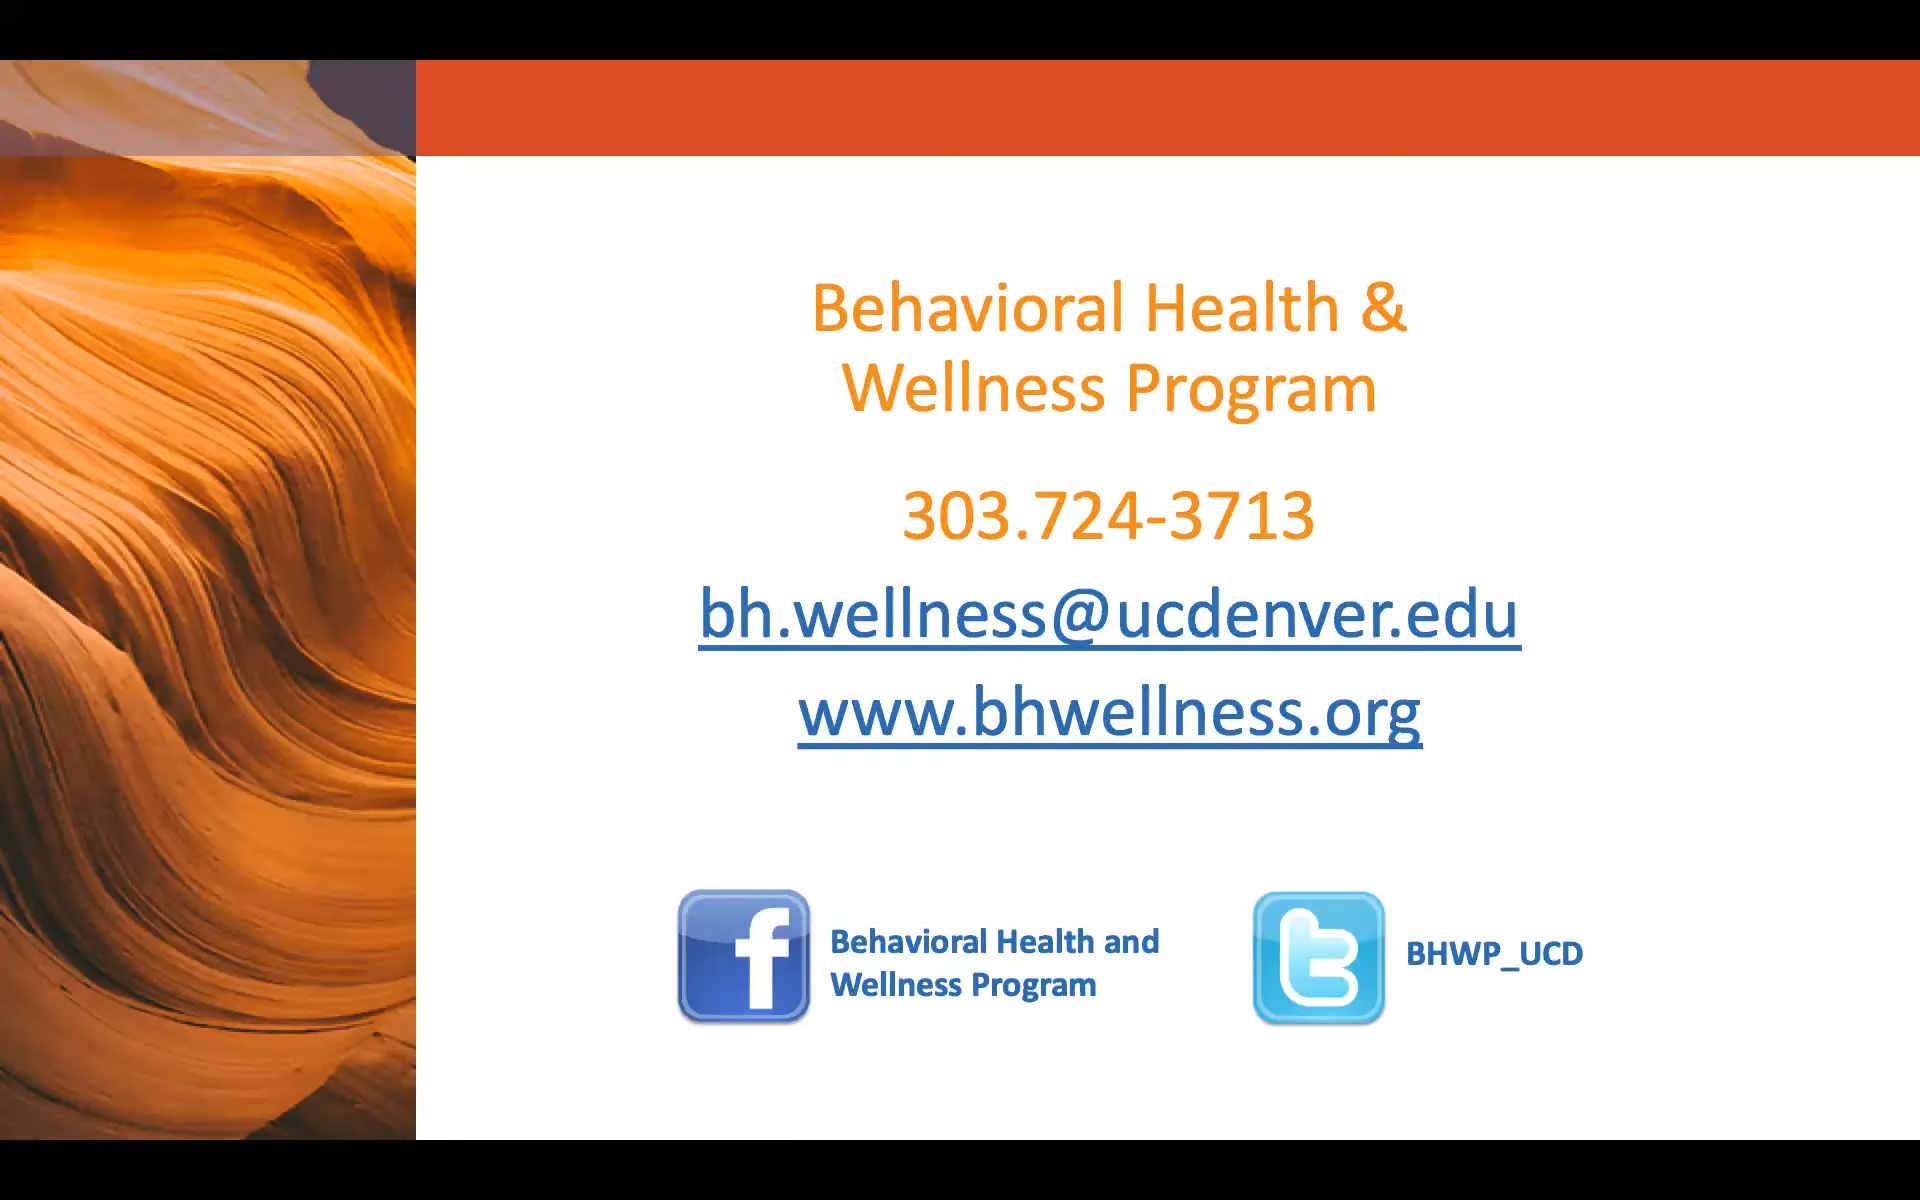 Behavioral Health &
Wellness Program
303.724-3713
bh.wellness@ucdenver.edu
www.bhwellness.org
Behavioral Health and
Wellness Program
BHWP_UCD